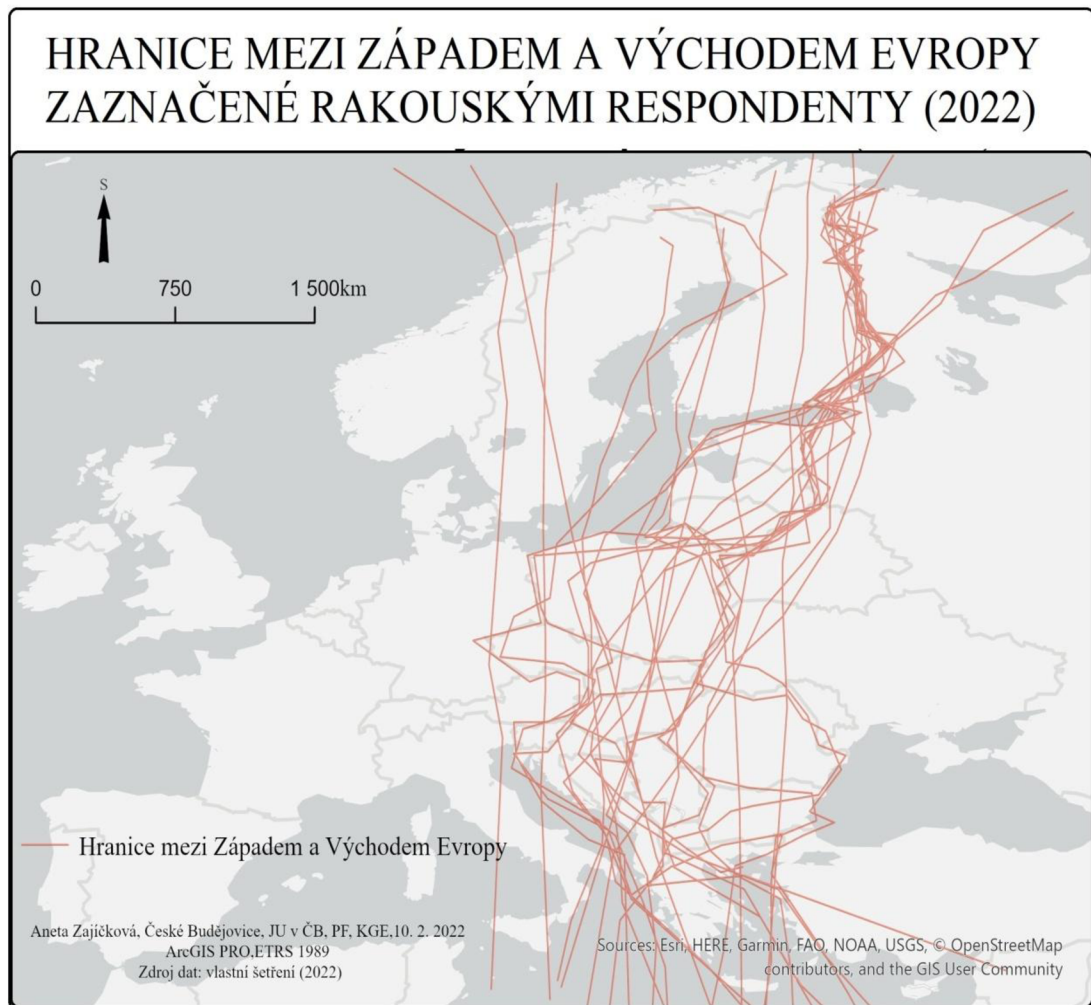 HRANICE MEZI ZÁPADEM A VÝCHODEM EVROPY
ZAZNAČENÉ RAKOUSKÝMI RESPONDENTY (2022)
S
0 750 1 500km
Hranice mezi Západem a Východem Evropy
Aneta Zajíčková, České Budějovice, JU v ČB, PF, KGE,10. 2. 2022
ArcGIS PRO,ETRS 1989
Zdroj dat: vlastní šetření (2022)
Sources: Esri, HERE, Garmin, FAO, NOAA, USGS, © OpenStreetMap
contributors, and the GIS User Community